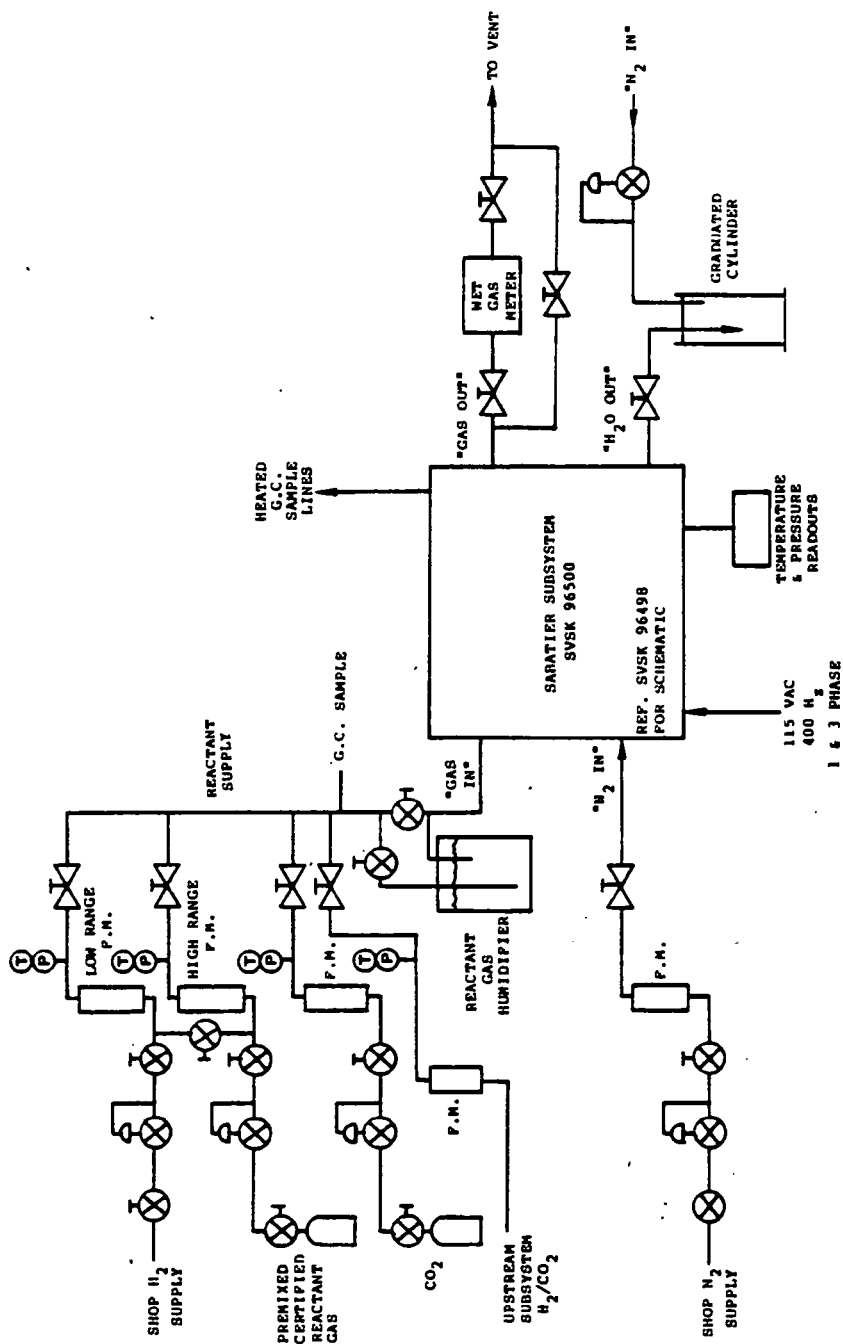 SHOP H2
SUPPLY
PREMIXED
CERTIFIED
REACTANT
GAS
CO2
UPSTREAM
SUBSYSTEM
H2/CO2
SHOP N2
SUPPLY
T
P
LOW RANGE
F.M.
T
P
HIGH RANGE
F.M.
T
P
F.M.
T
P
F.M.
F.M.
REACTANT
SUPPLY
G.C. SAMPLE
REACTANT
GAS
HUMIDIFIER
"GAS
IN"
"N2 IN"
HEATED
G.C.
SAMPLE
LINES
SABATIER SUBSYSTEM
SVSK 96500
REF. SVSK 96498
FOR SCHEMATIC
115 VAC
400 Hz
1 & 3 PHASE
TEMPERATURE
& PRESSURE
READOUTS
"GAS OUT"
WET
GAS
METER
TO VENT
"H2O OUT"
"N2 IN"
GRADUATED
CYLINDER